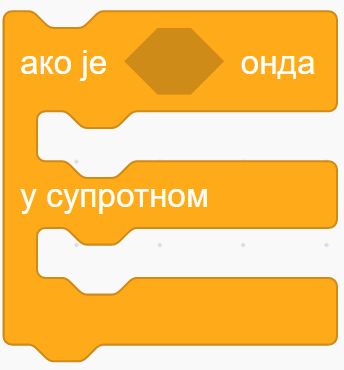 ако је онда
у супротном